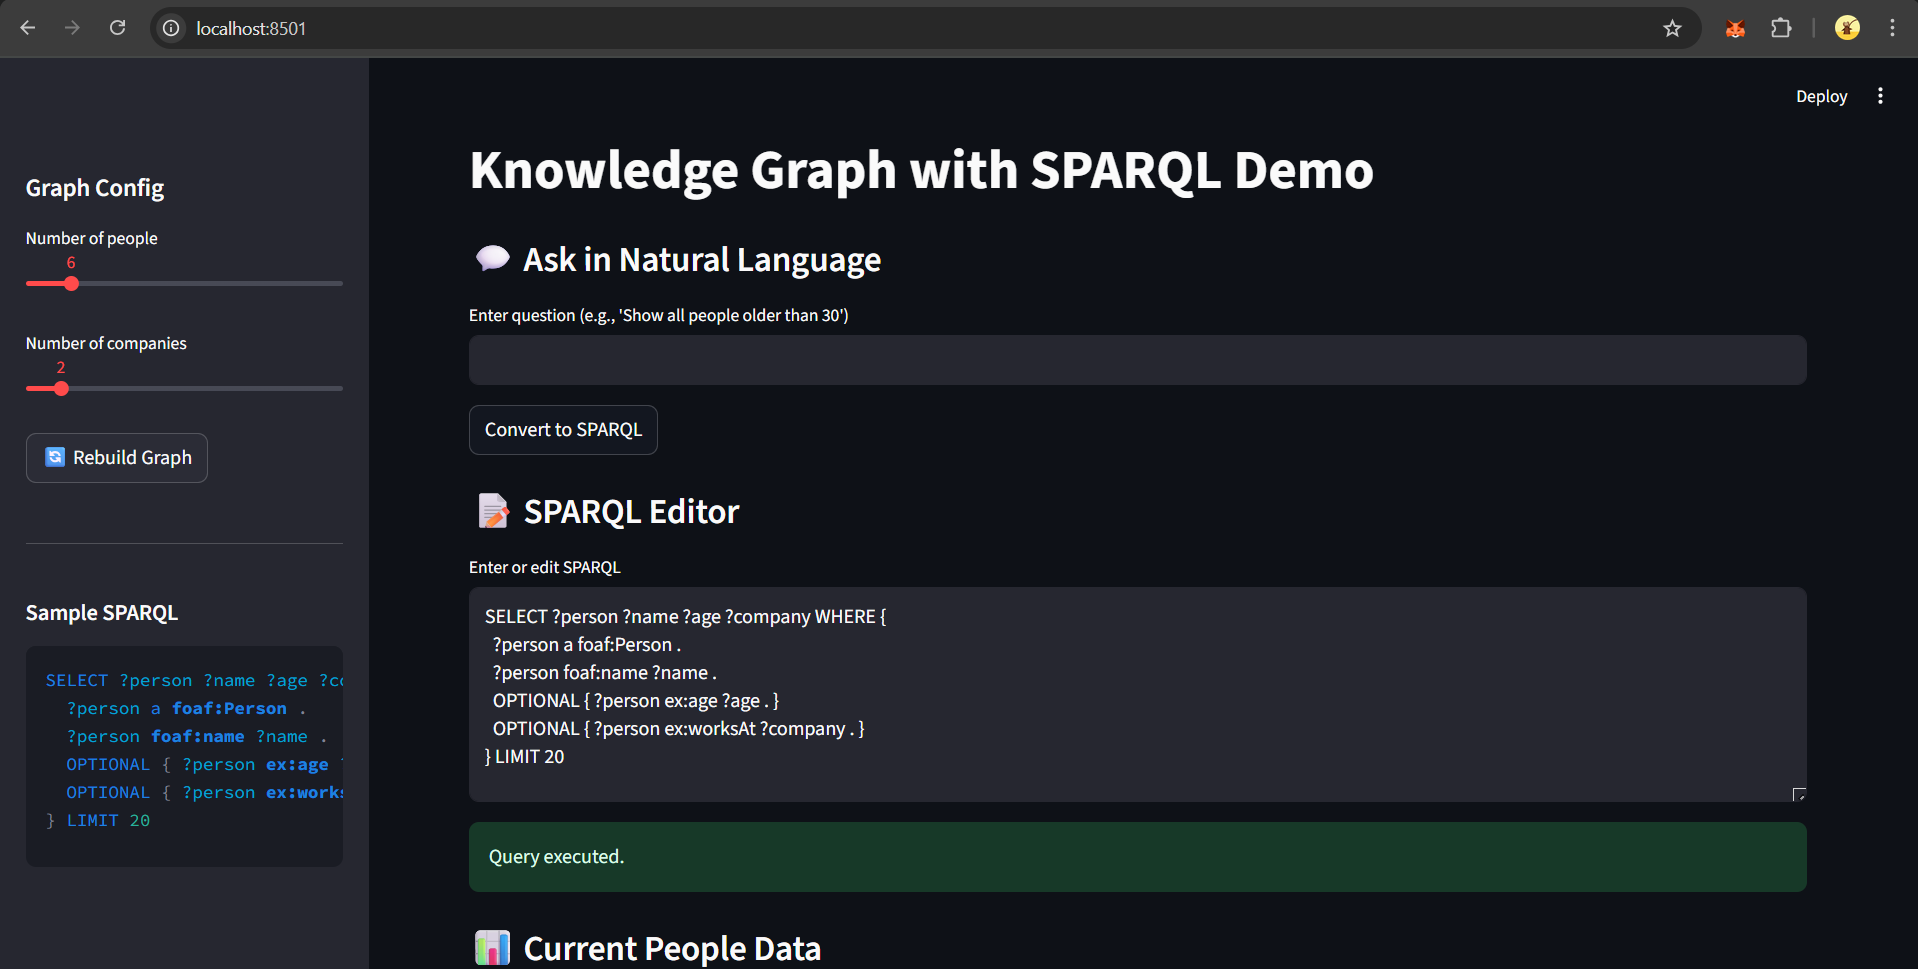 localhost:8501
Deploy
Graph Config
Number of people
6
Number of companies
2
Rebuild Graph
Sample SPARQL
SELECT ?person ?name ?age ?co
?person a foaf:Person .
?person foaf:name ?name .
OPTIONAL { ?person ex:age
OPTIONAL { ?person ex:works
} LIMIT 20
Knowledge Graph with SPARQL Demo
Ask in Natural Language
Enter question (e.g., 'Show all people older than 30')
Convert to SPARQL
SPARQL Editor
Enter or edit SPARQL
SELECT ?person ?name ?age ?company WHERE {
?person a foaf:Person .
?person foaf:name ?name .
OPTIONAL { ?person ex:age ?age . }
OPTIONAL { ?person ex:worksAt ?company . }
} LIMIT 20
Query executed.
Current People Data